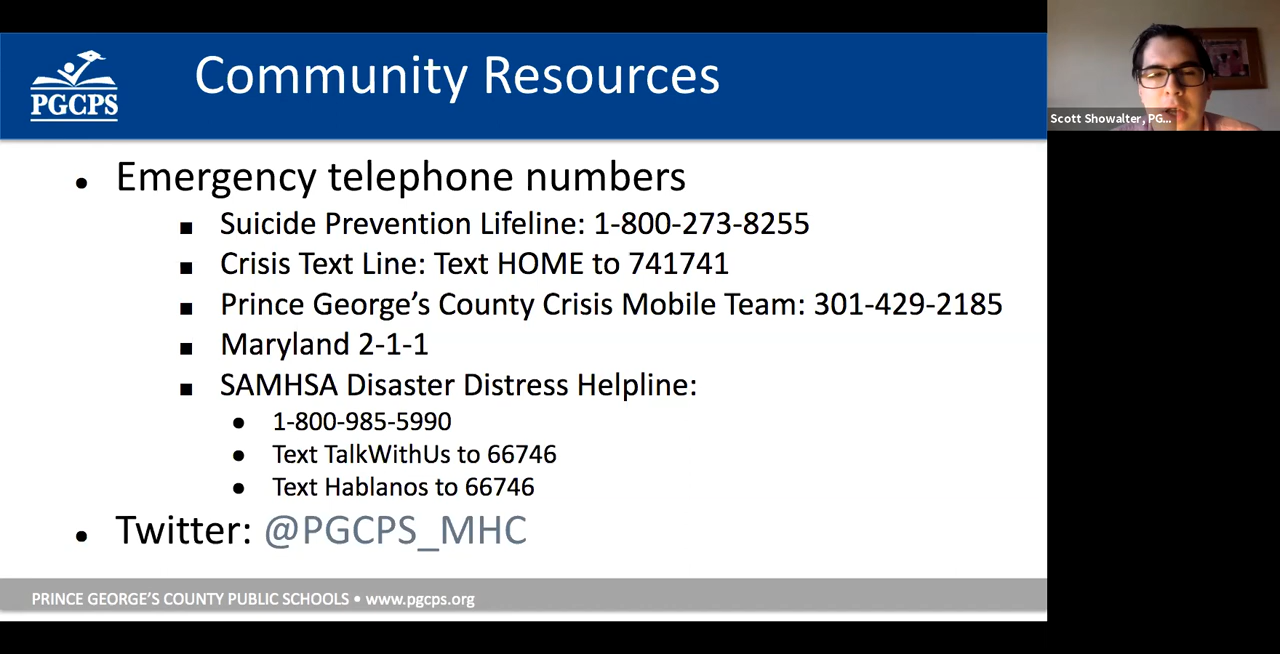 PGCPS
Community Resources
• Emergency telephone numbers
■ Suicide Prevention Lifeline: 1-800-273-8255
■ Crisis Text Line: Text HOME to 741741
■ Prince George’s County Crisis Mobile Team: 301-429-2185
■ Maryland 2-1-1
■ SAMHSA Disaster Distress Helpline:
• 1-800-985-5990
• Text TalkWithUs to 66746
• Text Hablanos to 66746
• Twitter: @PGCPS_MHC
PRINCE GEORGE’S COUNTY PUBLIC SCHOOLS • www.pgcps.org
Scott Showalter, PG...